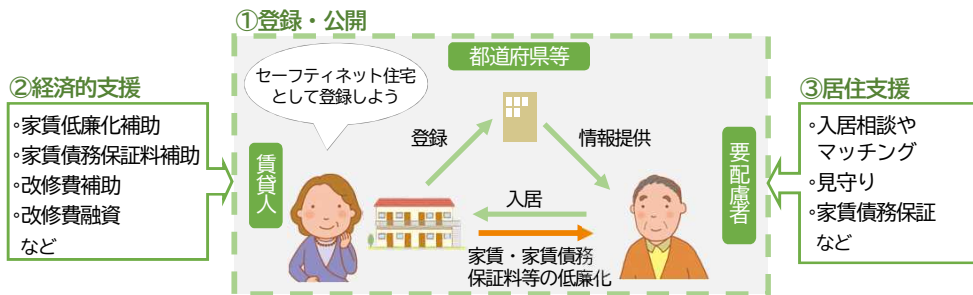 ①登録・公開
都道府県等
セーフティネット住宅
として登録しよう
②経済的支援
◦家賃低廉化補助
◦家賃債務保証料補助
◦改修費補助
◦改修費融資
など
賃貸人
登録
情報提供
入居
家賃・家賃債務
保証料等の低廉化
要配慮者
③居住支援
◦入居相談や
マッチング
◦見守り
◦家賃債務保証
など